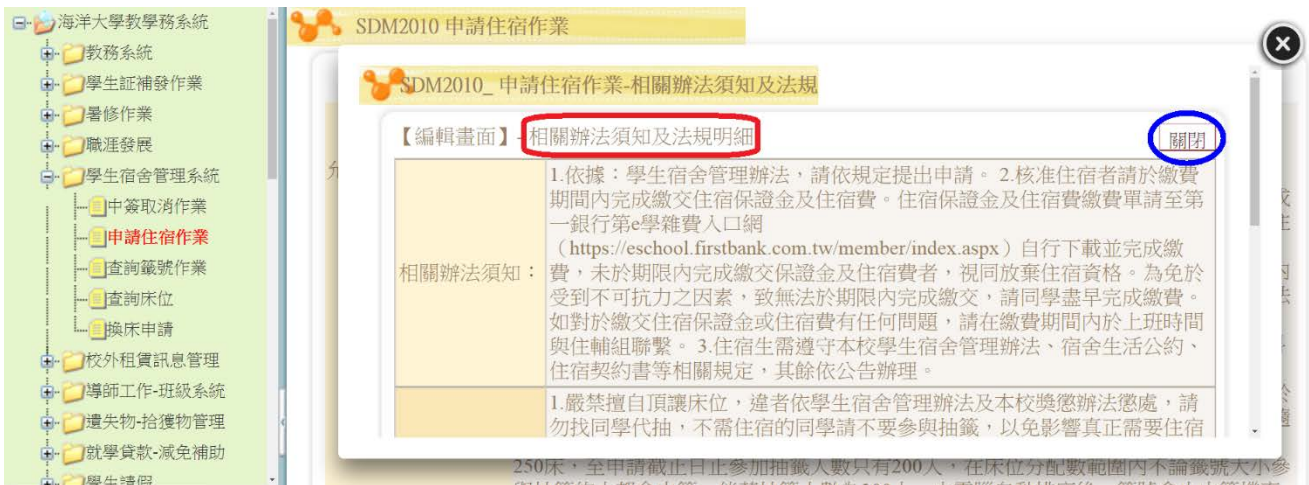 海洋大學教學務系統
教務系統
學生証補發作業
暑修作業
職涯發展
學生宿舍管理系統
中簽取消作業
申請住宿作業
查詢籤號作業
查詢床位
換床申請
校外租賃訊息管理
導師工作-班級系統
遺失物-拾獲物管理
就學貸款-減免補助
學生請假
SDM2010 申請住宿作業
SDM2010_ 申請住宿作業-相關辦法須知及法規
【編輯畫面】-相關辦法須知及法規明細
關閉
相關辦法須知：
1.依據：學生宿舍管理辦法，請依規定提出申請。 2.核准住宿者請於繳費
期間內完成繳交住宿保證金及住宿費。住宿保證金及住宿費繳費單請至第
一銀行第e學雜費入口網
（https://eschool.firstbank.com.tw/member/index.aspx）自行下載並完成繳
費，未於期限內完成繳交保證金及住宿費者，視同放棄住宿資格。為免於
受到不可抗力之因素，致無法於期限內完成繳交，請同學盡早完成繳費。
如對於繳交住宿保證金或住宿費有任何問題，請在繳費期間內於上班時間
與住輔組聯繫。 3.住宿生需遵守本校學生宿舍管理辦法、宿舍生活公約、
住宿契約書等相關規定，其餘依公告辦理。
1.嚴禁擅自頂讓床位，違者依學生宿舍管理辦法及本校獎懲辦法懲處，請
勿找同學代抽，不需住宿的同學請不要參與抽籤，以免影響真正需要住宿
250床，至申請截止日止參加抽籤人數只有200人，在床位分配數範圍內不論籤號大小參